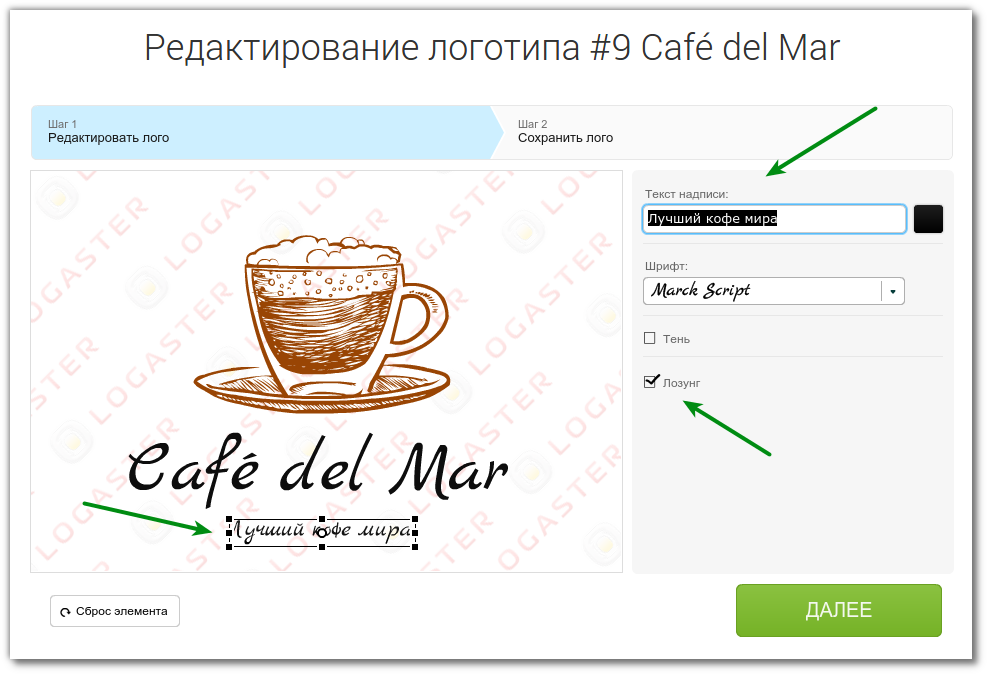 Редактирование логотипа #9 Café del Mar
Шаг 1
Редактировать лого
Шаг 2
Сохранить лого
Текст надписи:
Лучший кофе мира
Шрифт:
Marck Script
Тень
Лозунг
LOGASTER
LOGASTER
LOGASTER
LOGASTER
LOGASTER
LOGASTER
Café del Mar
Лучший кофе мира
Сброс элемента
ДАЛЕЕ